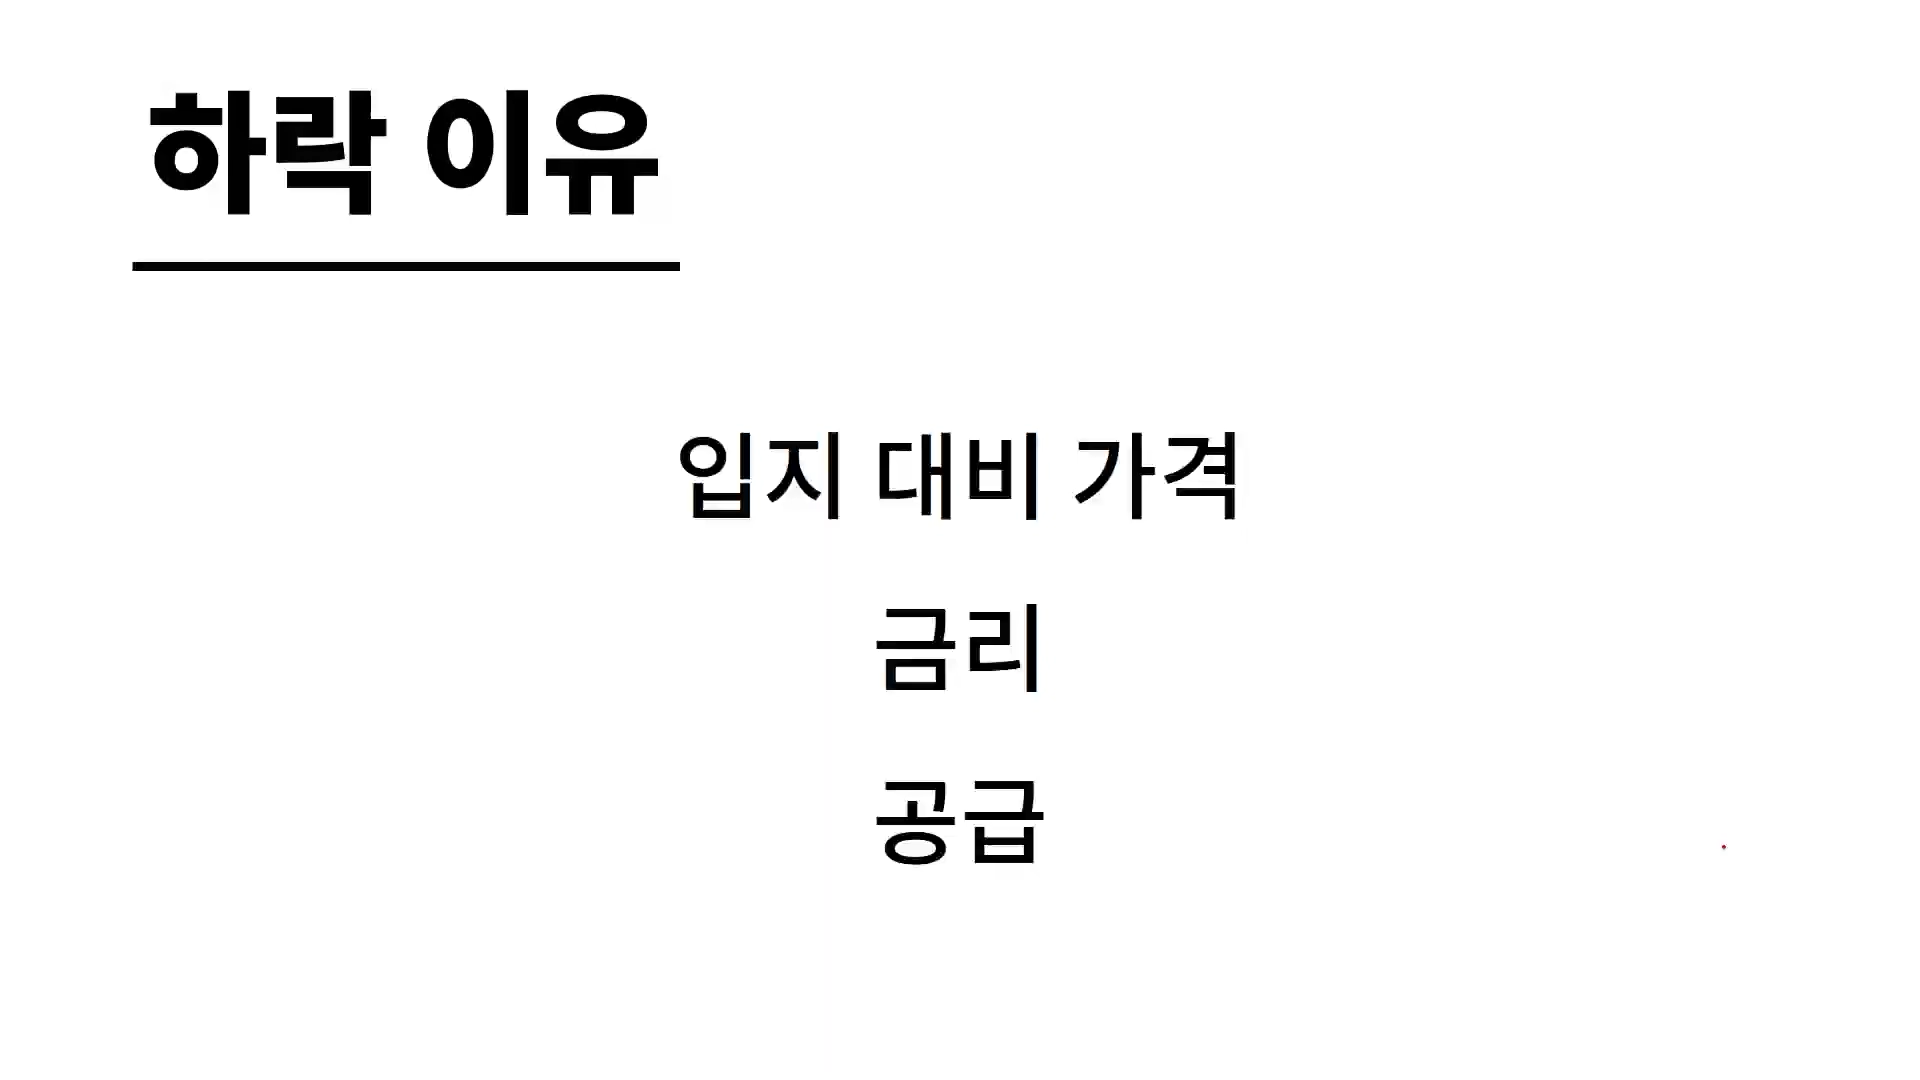 하락 이유
입지 대비 가격
금리
공급